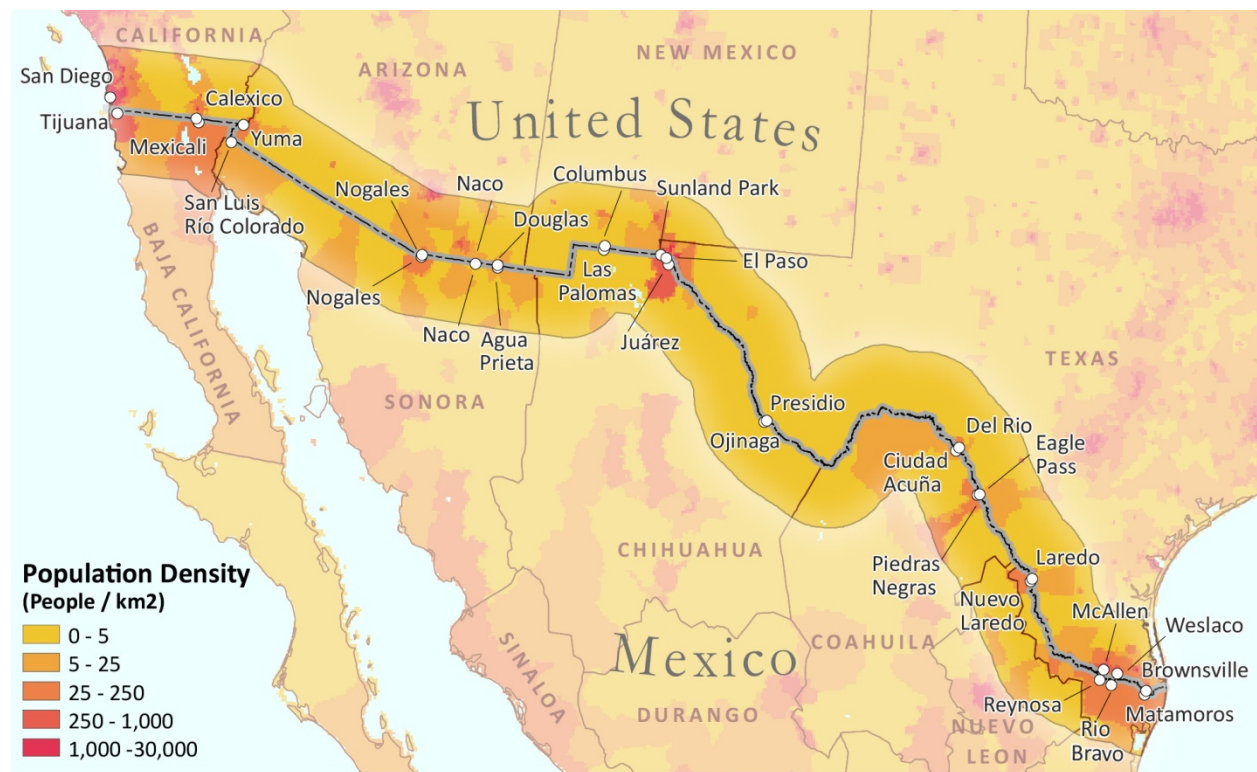 CALIFORNIA
NEW MEXICO
ARIZONA
San Diego
Calexico
United States
Tijuana
Mexicali
Yuma
Columbus
Sunland Park
Nogales
Naco
Douglas
San Luis
Río Colorado
El Paso
BAJA CALIFORNIA
Las
Palomas
Nogales
Naco
Agua
Prieta
Juárez
TEXAS
SONORA
Presidio
Ojinaga
Del Rio
Eagle
Pass
Ciudad
Acuña
CHIHUAHUA
Piedras
Negras
Laredo
Nuevo
Laredo
McAllen
Weslaco
COAHUILA
SINALOA
Mexico
Brownsville
Reynosa
Matamoros
DURANGO
NUEVO
LEON
Rio
Bravo
Population Density
(People / km2)
0 - 5
5 - 25
25 - 250
250 - 1,000
1,000 -30,000